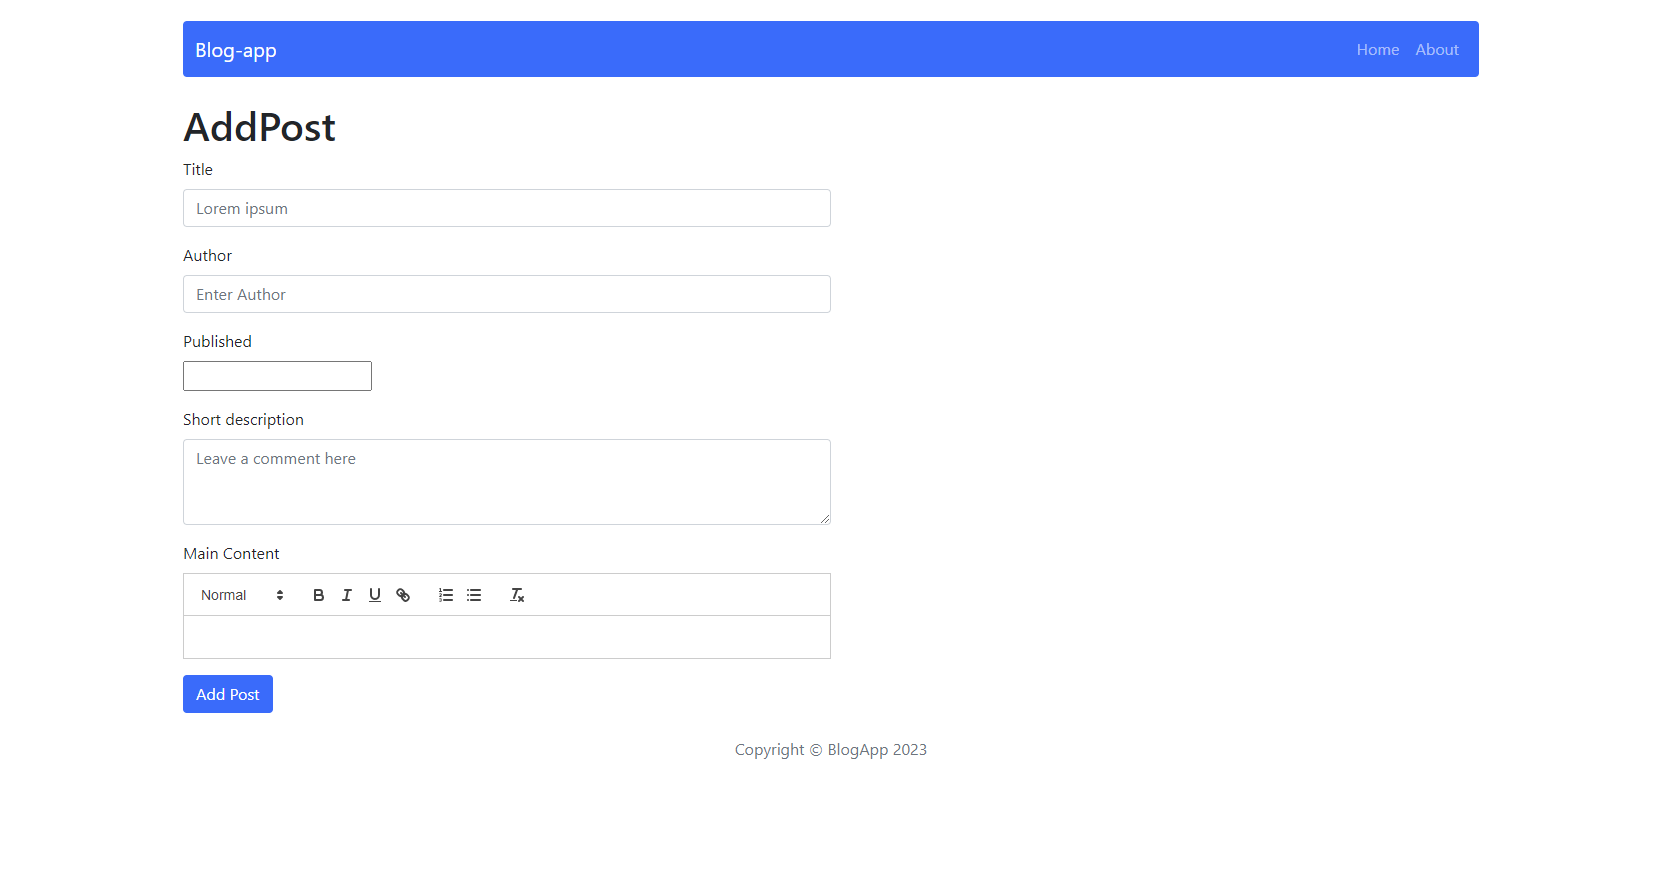 Blog-app Home About
AddPost
Title
Lorem ipsum
Author
Enter Author
Published
Short description
Leave a comment here
Main Content
Normal
Add Post
Copyright © BlogApp 2023